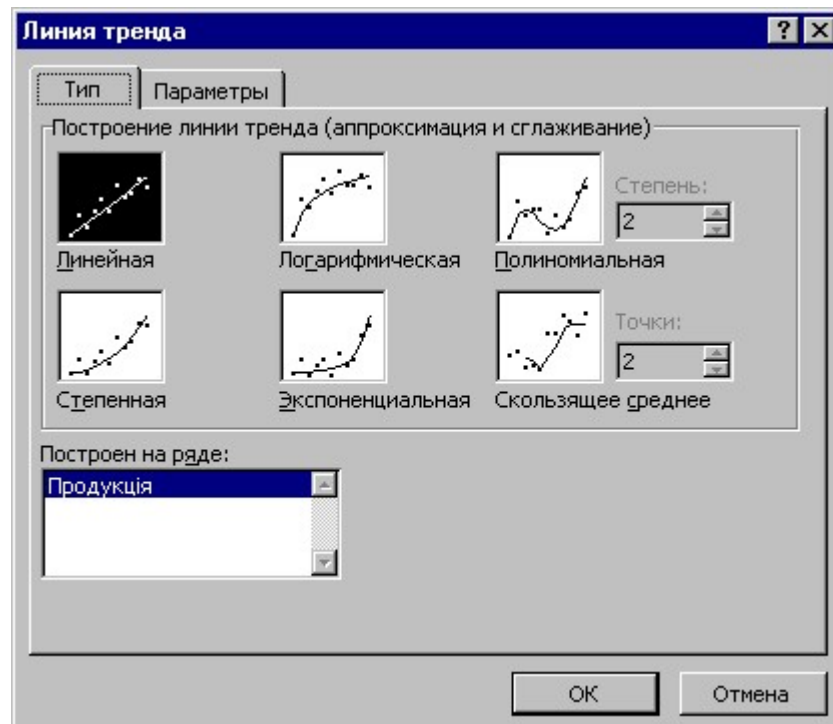 Линия тренда
Тип Параметры
Построение линии тренда (аппроксимация и сглаживание)
Линейная Логарифмическая Полиномиальная
Степень:
2
Степенная Экспоненциальная Скользящее среднее
Точки:
2
Построен на ряде:
Продукція
ОК Отмена